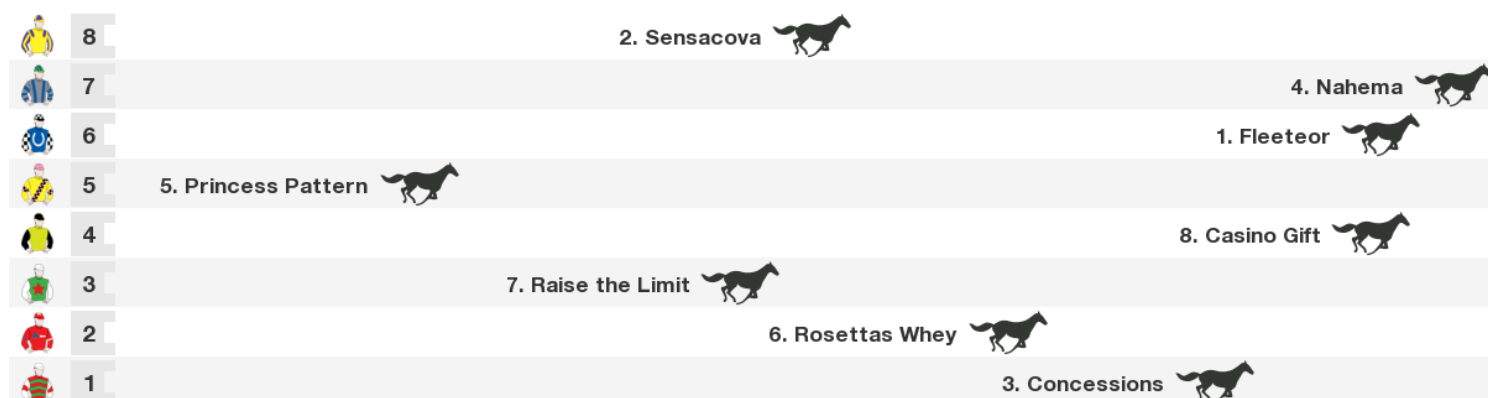 8 2. Sensacova
7 4. Nahema
6 1. Fleeteor
5 5. Princess Pattern
4 8. Casino Gift
3 7. Raise the Limit
2 6. Rosettas Whey
1 3. Concessions